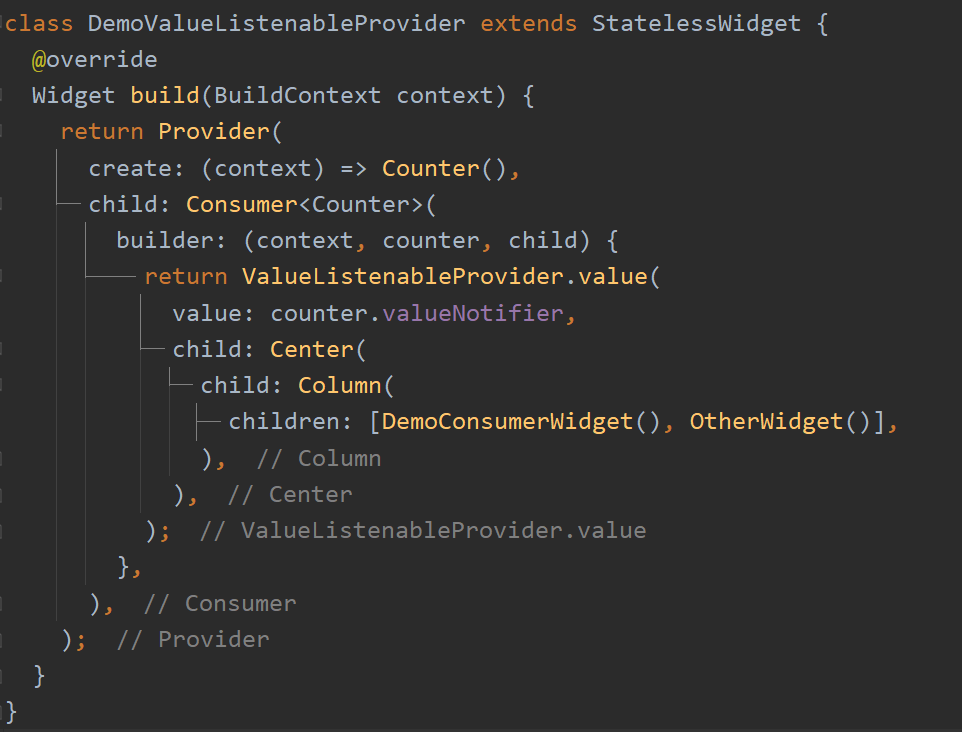 class DemoValueListenableProvider extends StatelessWidget {
  @override
  Widget build(BuildContext context) {
    return Provider(
      create: (context) => Counter(),
      child: Consumer<Counter>(
        builder: (context, counter, child) {
          return ValueListenableProvider.value(
            value: counter.valueNotifier,
            child: Center(
              child: Column(
                children: [DemoConsumerWidget(), OtherWidget()],
              ),  // Column
            ),  // Center
          );  // ValueListenableProvider.value
        },
      ),  // Consumer
    );  // Provider
  }
}